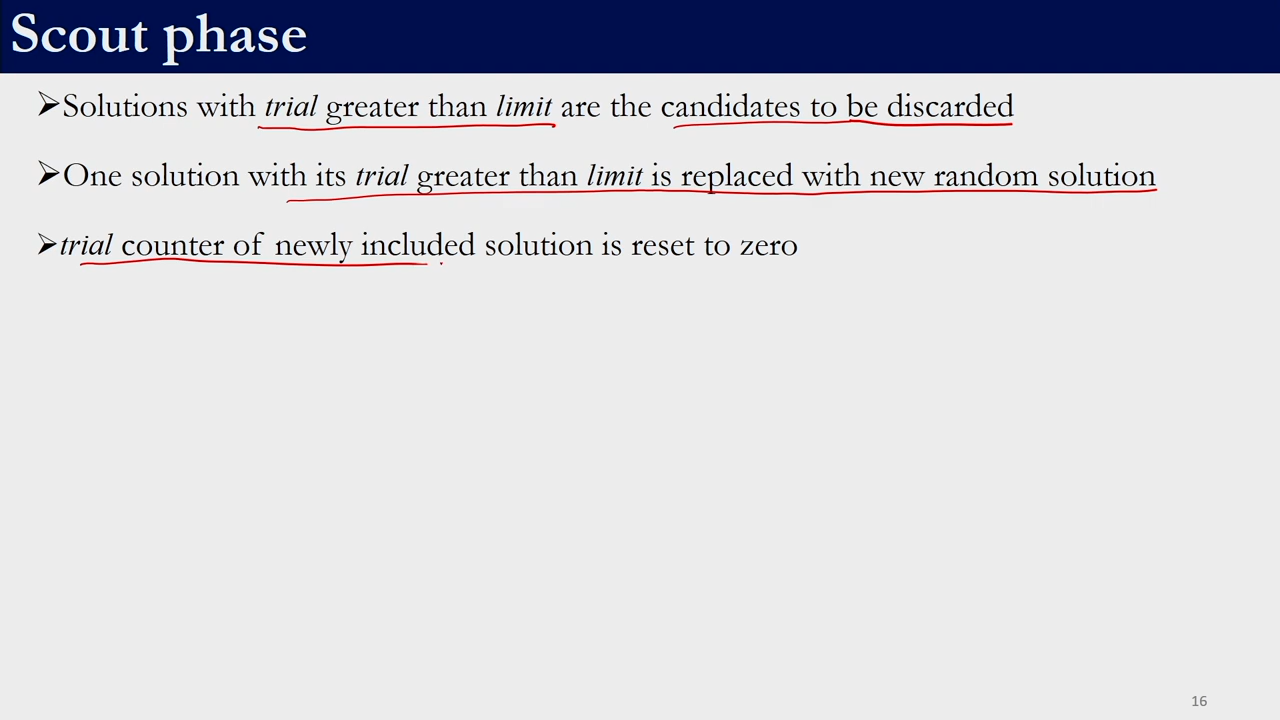 Scout phase
➢Solutions with trial greater than limit are the candidates to be discarded
➢One solution with its trial greater than limit is replaced with new random solution
➢trial counter of newly included solution is reset to zero
16